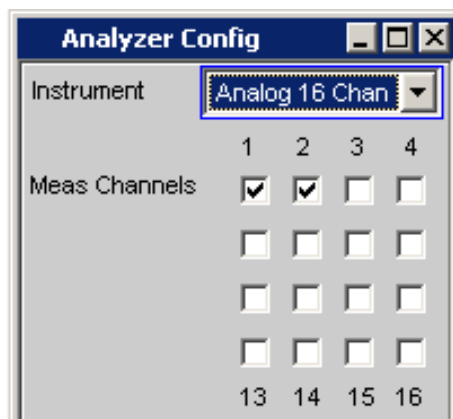 Analyzer Config
Instrument Analog 16 Chan
1 2 3 4
Meas Channels
13 14 15 16